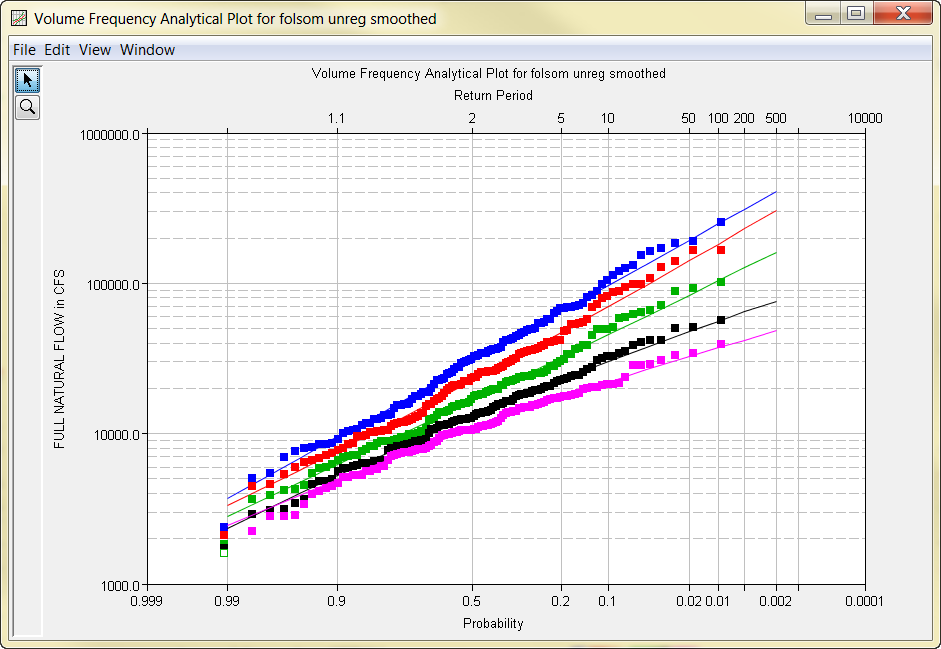 Volume Frequency Analytical Plot for folsom unreg smoothed
File Edit View Window
Volume Frequency Analytical Plot for folsom unreg smoothed
Return Period
1.1 2 5 10 50 100 200 500 10000
1000000.0
100000.0
10000.0
1000.0
FULL NATURAL FLOW in CFS
0.999 0.99 0.9 0.5 0.2 0.1 0.02 0.01 0.002 0.0001
Probability